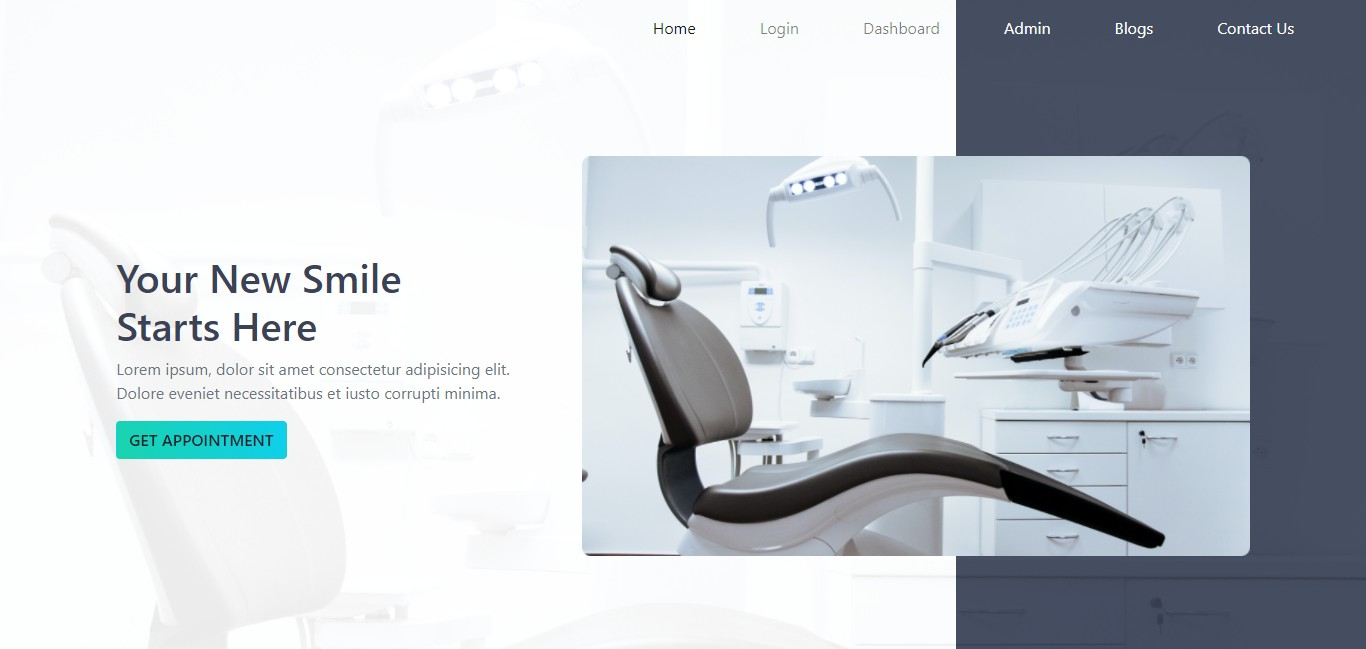 Home Login Dashboard Admin Blogs Contact Us
Your New Smile
Starts Here
Lorem ipsum, dolor sit amet consectetur adipisicing elit.
Dolore eveniet necessitatibus et iusto corrupti minima.
GET APPOINTMENT